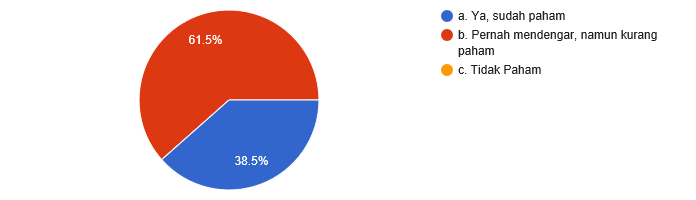 61.5%
38.5%
a. Ya, sudah paham
b. Pernah mendengar, namun kurang
paham
c. Tidak Paham